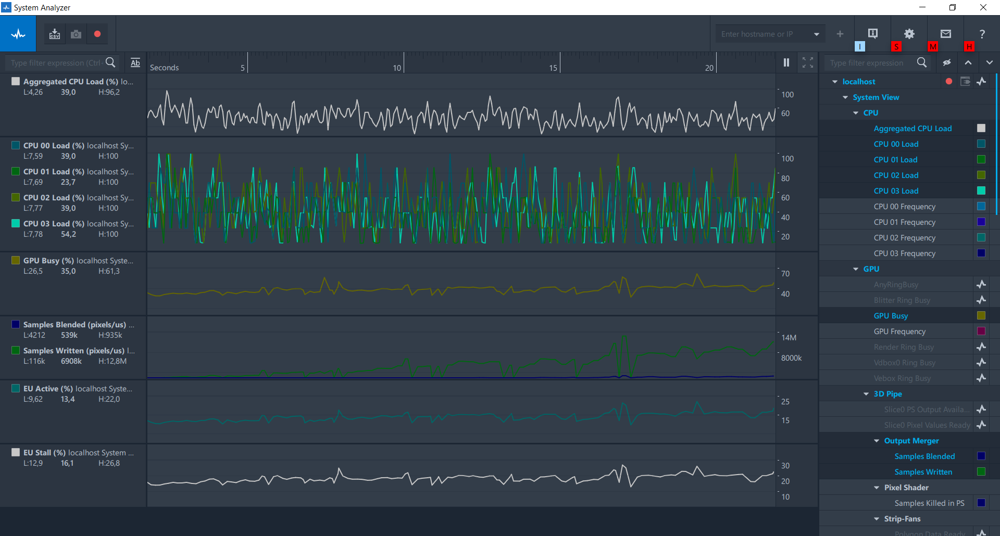 System Analyzer
CSV
Enter hostname or IP
I
S
M
H
?
Type filter expression (Ctrl-
Ab
Seconds
5
10
15
20
Type filter expression
Aggregated CPU Load (%) lo...
L:4,26 39,0 H:96,2
100
60
CPU 00 Load (%) localhost Sy...
L:7,59 39,0 H:100
CPU 01 Load (%) localhost Sy...
L:7,69 23,7 H:100
CPU 02 Load (%) localhost Sy...
L:7,77 39,0 H:100
CPU 03 Load (%) localhost Sy...
L:7,78 54,2 H:100
100
80
60
40
20
GPU Busy (%) localhost Syste...
L:26,5 35,0 H:61,3
70
40
Samples Blended (pixels/us) ...
L:4212 539k H:935k
Samples Written (pixels/us) l...
L:116k 6908k H:12,8M
14M
8000k
EU Active (%) localhost Syste...
L:9,62 13,4 H:22,0
25
15
EU Stall (%) localhost System ...
L:12,9 16,1 H:26,8
30
20
10
localhost
System View
CPU
Aggregated CPU Load
CPU 00 Load
CPU 01 Load
CPU 02 Load
CPU 03 Load
CPU 00 Frequency
CPU 01 Frequency
CPU 02 Frequency
CPU 03 Frequency
GPU
AnyRingBusy
Blitter Ring Busy
GPU Busy
GPU Frequency
Render Ring Busy
Vdbox0 Ring Busy
Vebox Ring Busy
3D Pipe
Slice0 PS Output Availa...
Slice0 Pixel Values Ready
Output Merger
Samples Blended
Samples Written
Pixel Shader
Samples Killed in PS
Strip-Fans
Polygon Data Ready